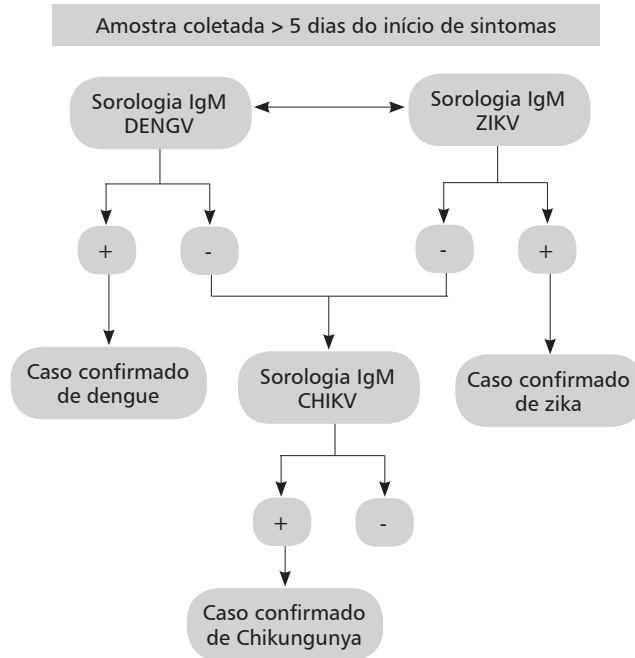 Amostra coletada > 5 dias do início de sintomas
Sorologia IgM
DENGV
Sorologia IgM
ZIKV
+
-
-
+
Caso confirmado
de dengue
Sorologia IgM
CHIKV
Caso confirmado
de zika
+
-
Caso confirmado
de Chikungunya